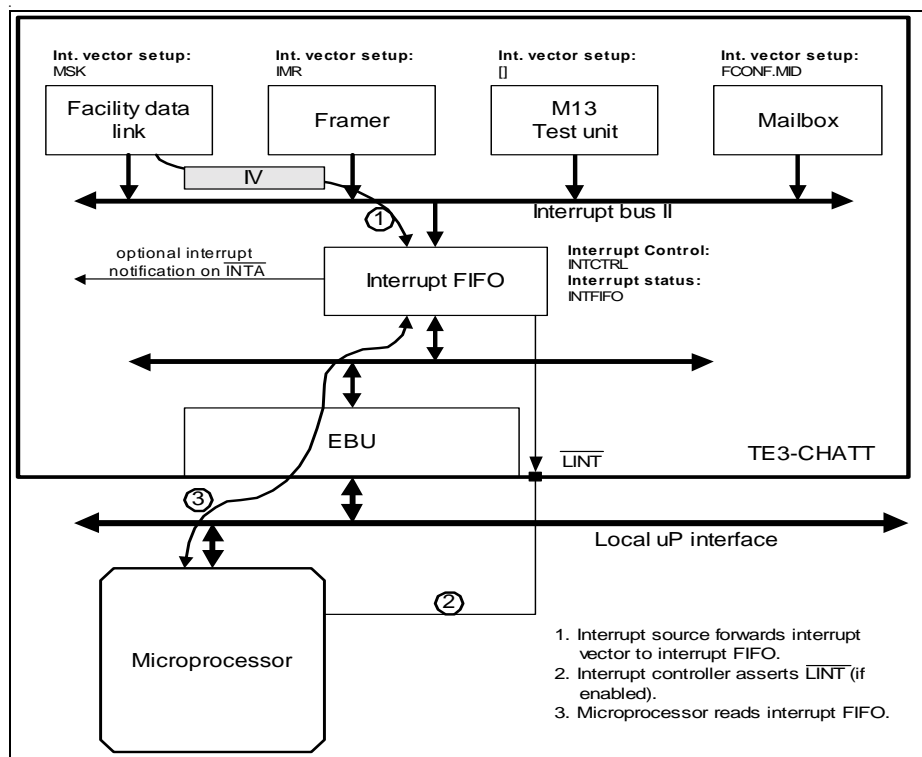 Int. vector setup:
MSK
Int. vector setup:
IMR
Int. vector setup:
[]
Int. vector setup:
FCONF.MID
Facility data
link
Framer
M13
Test unit
Mailbox
IV
1
Interrupt bus II
optional interrupt
notification on INTA
Interrupt FIFO
Interrupt Control:
INTCTRL
Interrupt status:
INTFIFO
EBU
LINT
TE3-CHATT
3
Local uP interface
2
Microprocessor
1. Interrupt source forwards interrupt
vector to interrupt FIFO.
2. Interrupt controller asserts LINT (if
enabled).
3. Microprocessor reads interrupt FIFO.